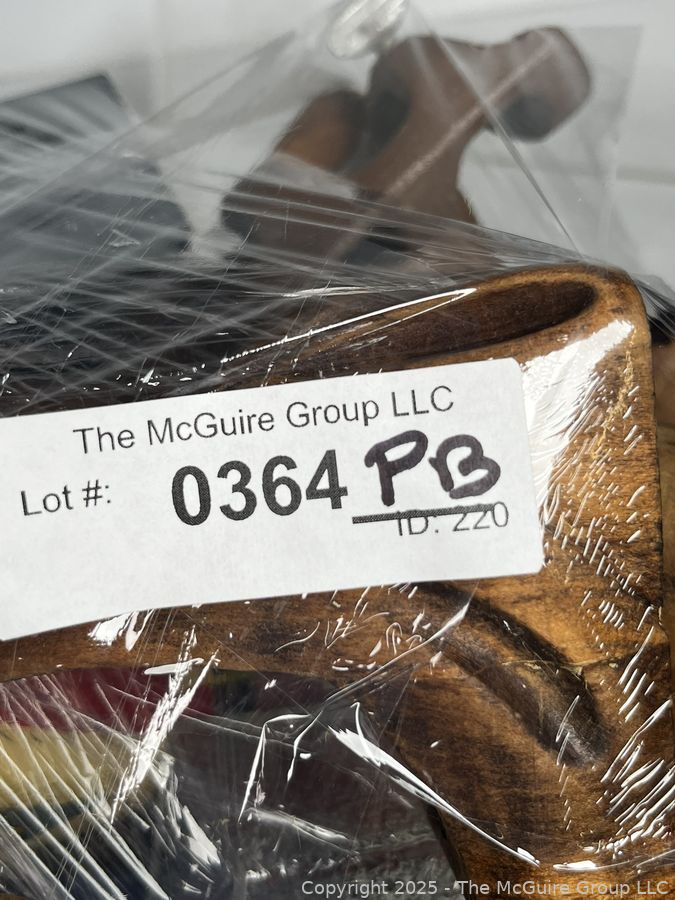 The McGuire Group LLC
Lot #: 0364 PB
ID: 220
Copyright 2025 - The McGuire Group LLC